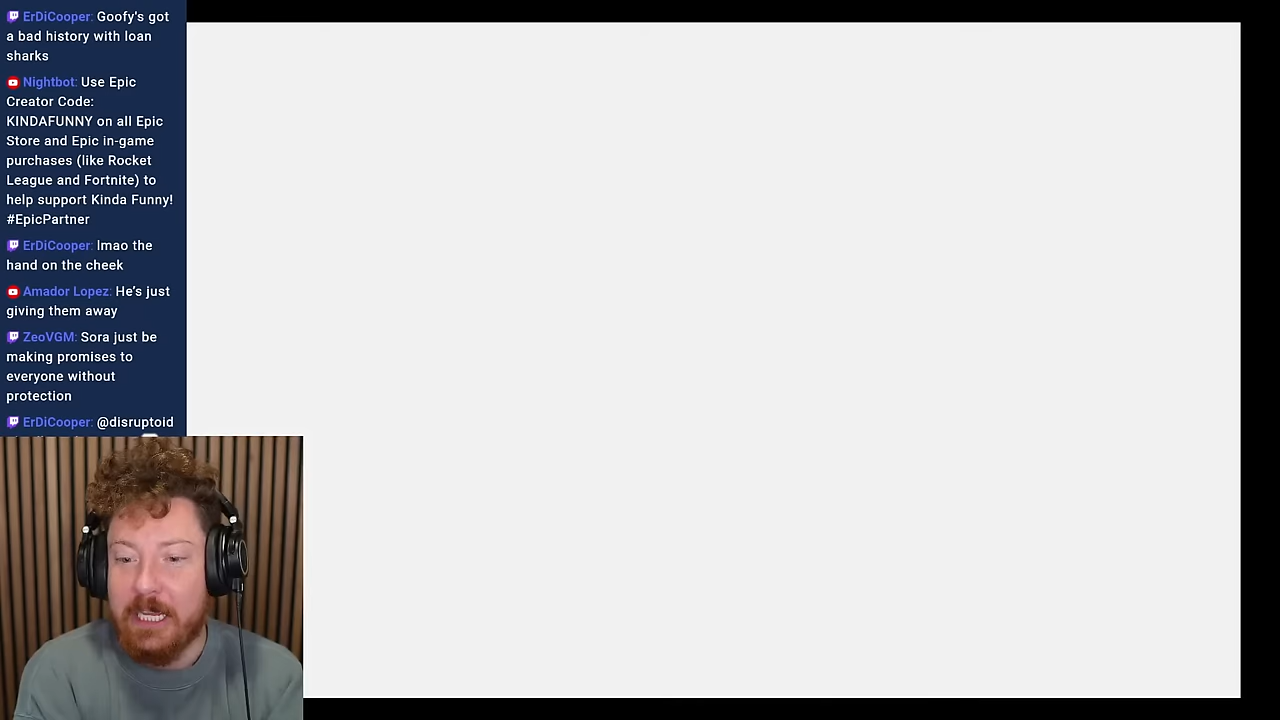 ErDiCooper: Goofy's got
a bad history with loan
sharks
Nightbot: Use Epic
Creator Code:
KINDAFUNNY on all Epic
Store and Epic in-game
purchases (like Rocket
League and Fortnite) to
help support Kinda Funny!
#EpicPartner
ErDiCooper: lmao the
hand on the cheek
Amador Lopez: He’s just
giving them away
ZeoVGM: Sora just be
making promises to
everyone without
protection
ErDiCooper: @disruptoid